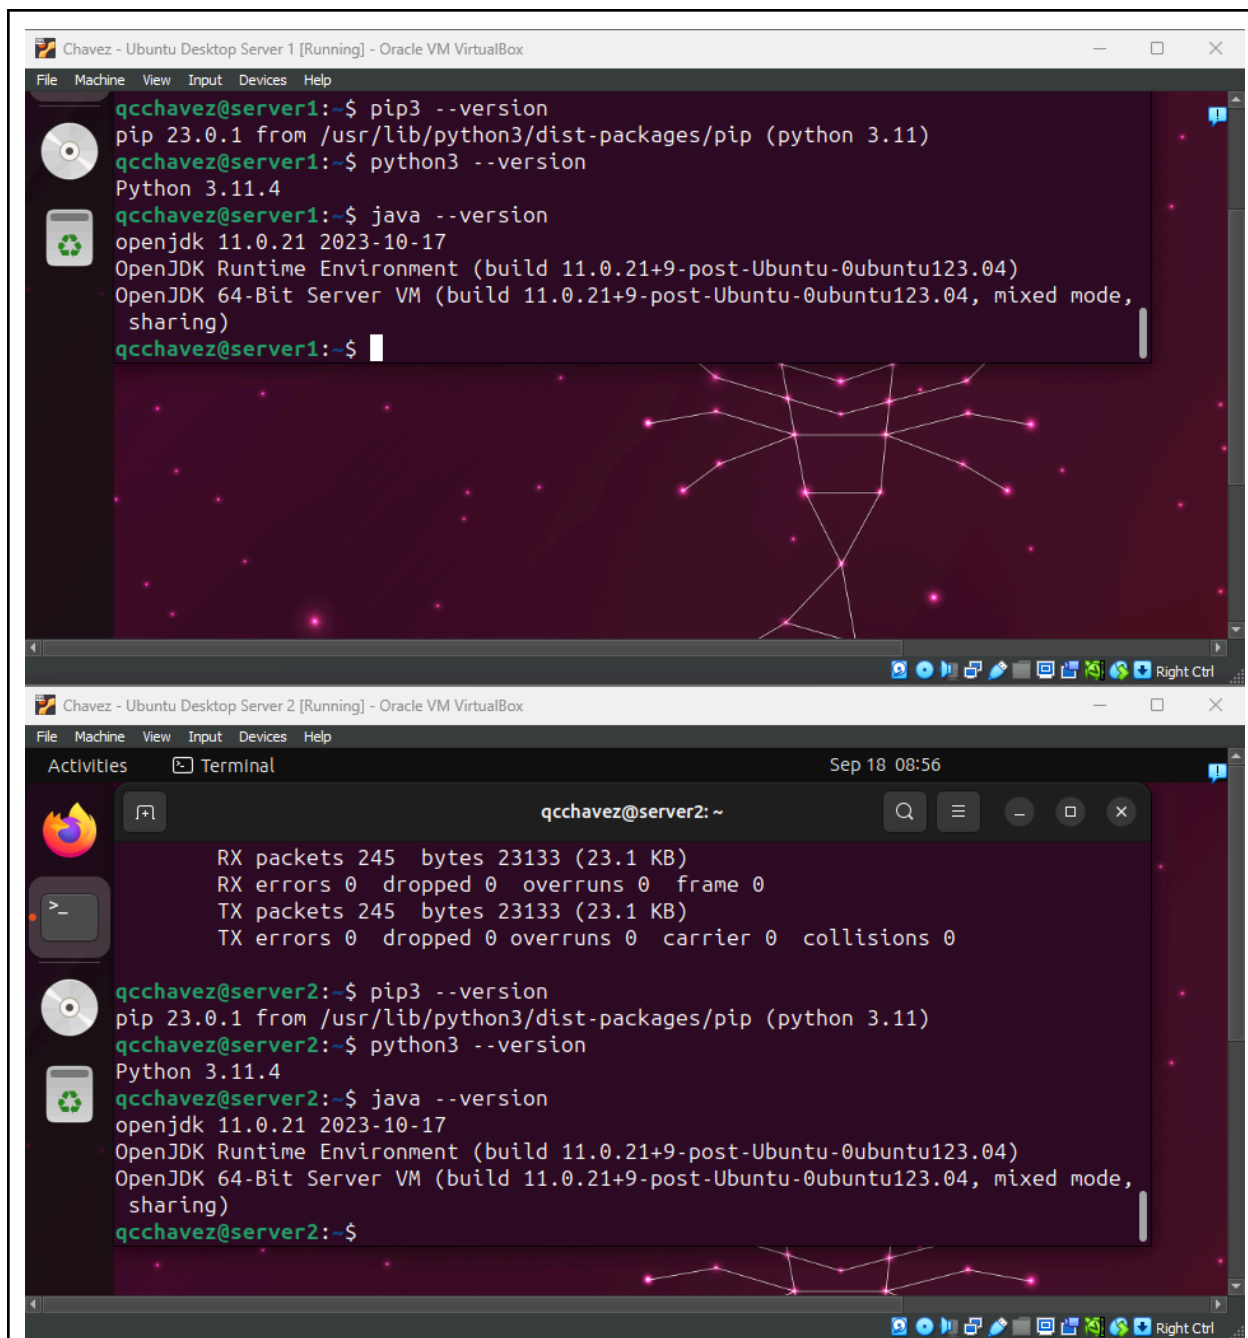 Chavez - Ubuntu Desktop Server 1 [Running] - Oracle VM VirtualBox
File Machine View Input Devices Help
qcchavez@server1:~$ pip3 --version
pip 23.0.1 from /usr/lib/python3/dist-packages/pip (python 3.11)
qcchavez@server1:~$ python3 --version
Python 3.11.4
qcchavez@server1:~$ java --version
openjdk 11.0.21 2023-10-17
OpenJDK Runtime Environment (build 11.0.21+9-post-Ubuntu-0ubuntu123.04)
OpenJDK 64-Bit Server VM (build 11.0.21+9-post-Ubuntu-0ubuntu123.04, mixed mode,
sharing)
qcchavez@server1:~$
Right Ctrl
Chavez - Ubuntu Desktop Server 2 [Running] - Oracle VM VirtualBox
File Machine View Input Devices Help
Activities Terminal Sep 18 08:56
qcchavez@server2: ~
RX packets 245 bytes 23133 (23.1 KB)
RX errors 0 dropped 0 overruns 0 frame 0
TX packets 245 bytes 23133 (23.1 KB)
TX errors 0 dropped 0 overruns 0 carrier 0 collisions 0
qcchavez@server2:~$ pip3 --version
pip 23.0.1 from /usr/lib/python3/dist-packages/pip (python 3.11)
qcchavez@server2:~$ python3 --version
Python 3.11.4
qcchavez@server2:~$ java --version
openjdk 11.0.21 2023-10-17
OpenJDK Runtime Environment (build 11.0.21+9-post-Ubuntu-0ubuntu123.04)
OpenJDK 64-Bit Server VM (build 11.0.21+9-post-Ubuntu-0ubuntu123.04, mixed mode,
sharing)
qcchavez@server2:~$
Right Ctrl